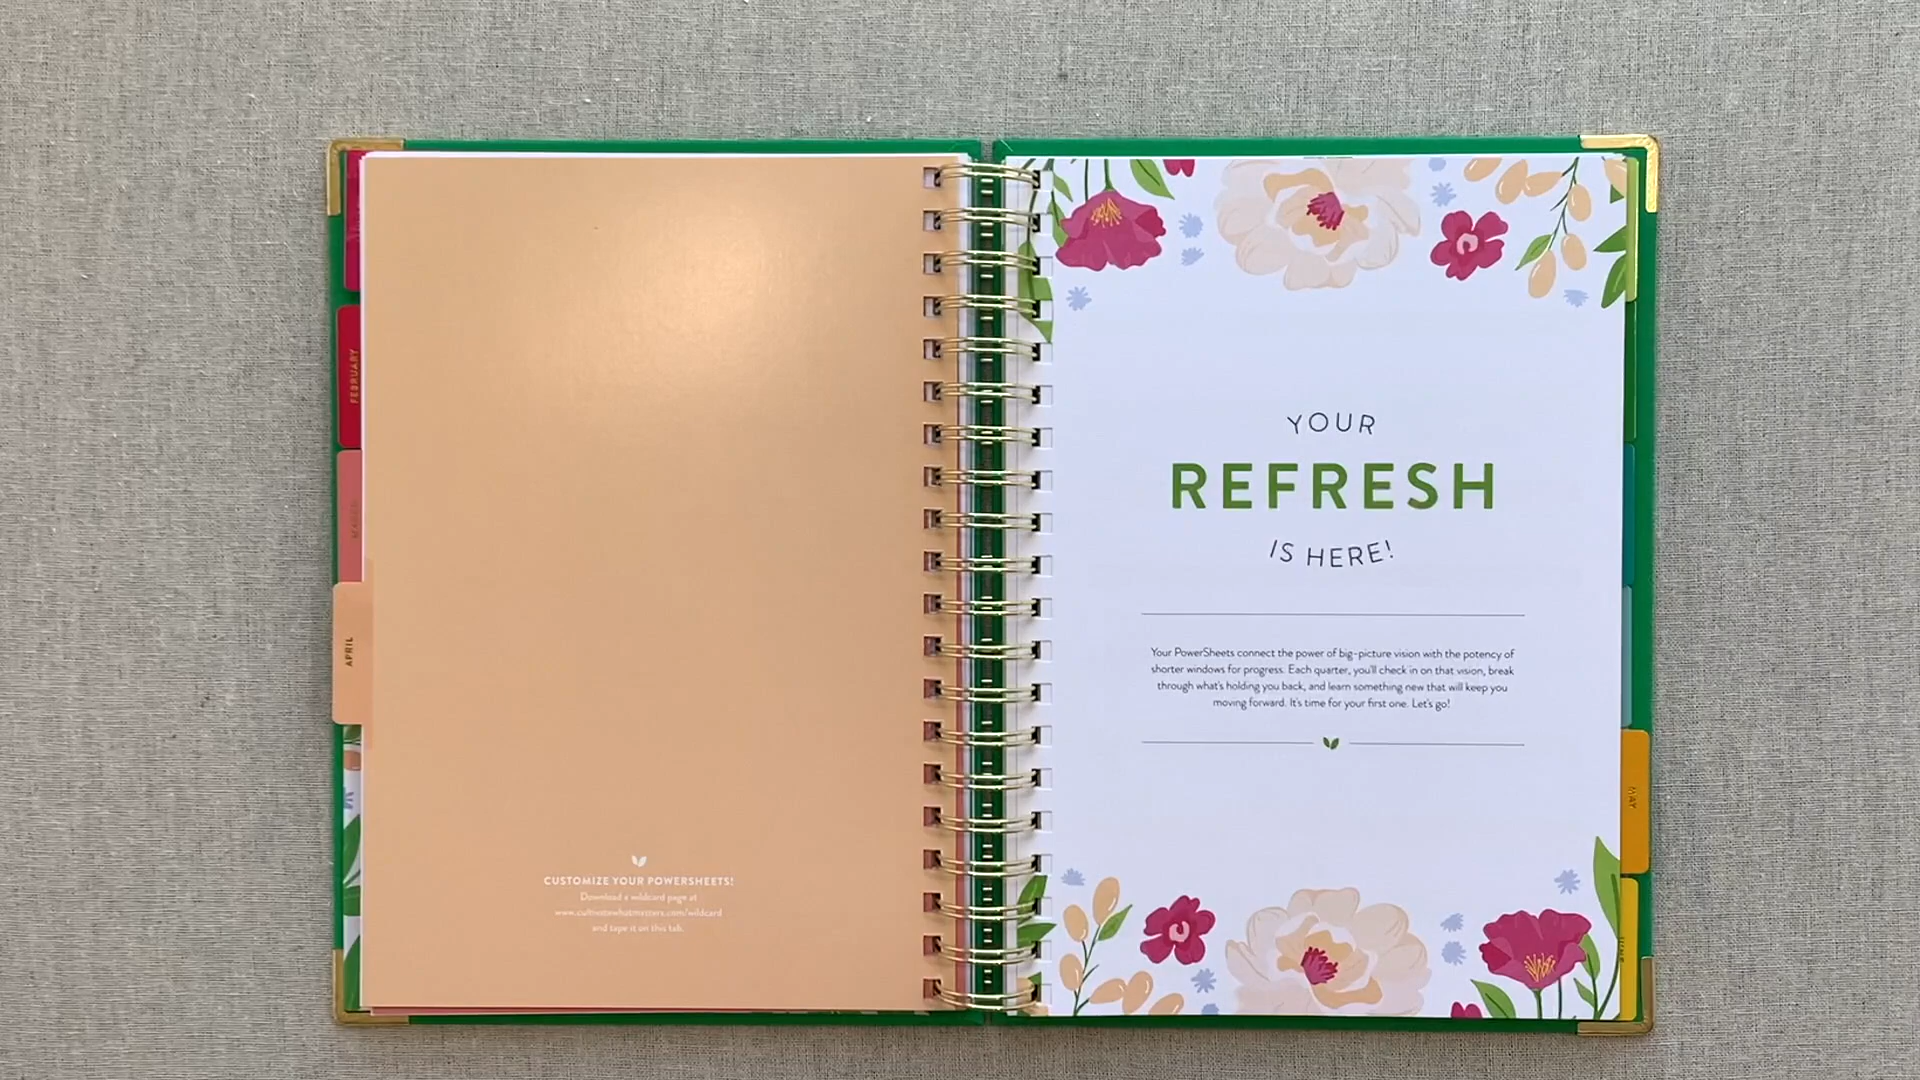 FEBRUARY
MARCH
APRIL
CUSTOMIZE YOUR POWERSHEETS!
Download a wildcard page at
www.cultivatewhatmatters.com/wildcard
and tape it on this tab.
YOUR
REFRESH
IS HERE!
Your PowerSheets connect the power of big-picture vision with the potency of
shorter windows for progress. Each quarter, you'll check in on that vision, break
through what's holding you back, and learn something new that will keep you
moving forward. It's time for your first one. Let's go!
MAY